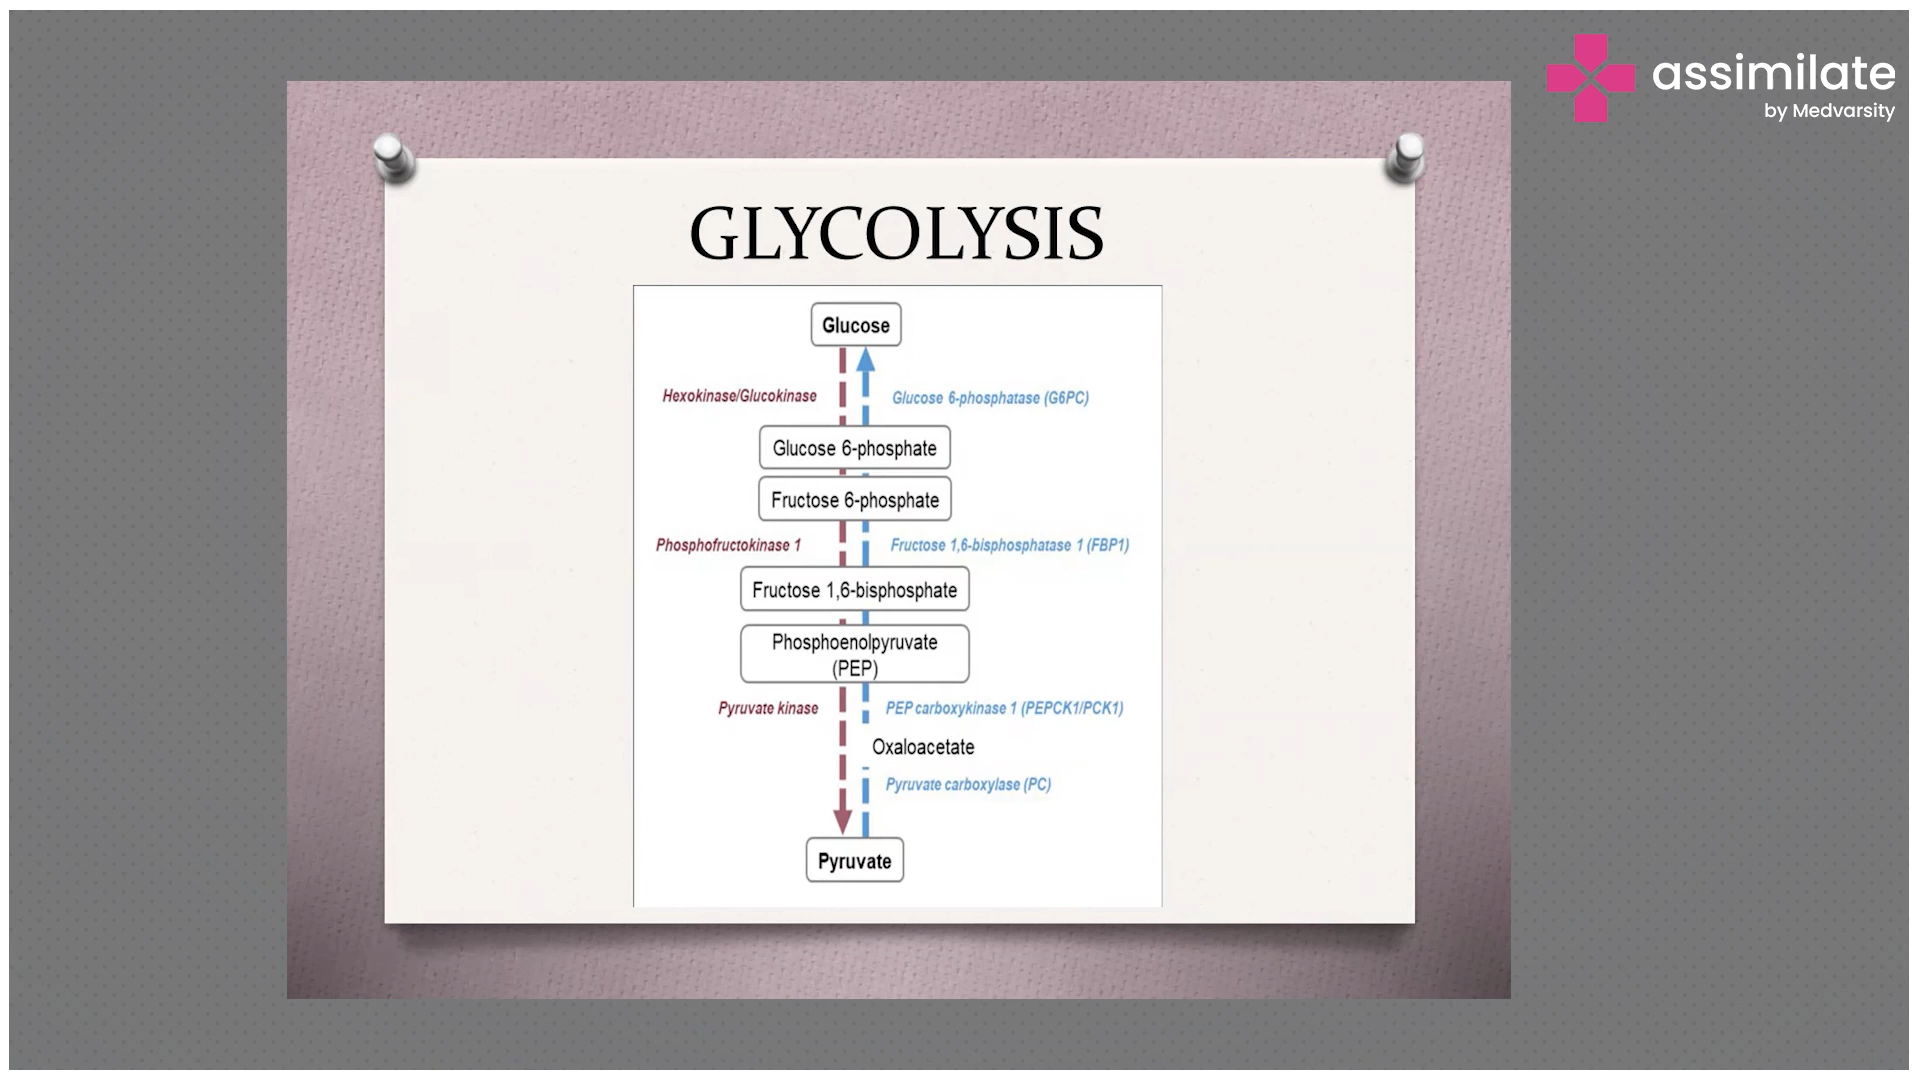 assimilate
by Medvarsity
GLYCOLYSIS
Glucose
Hexokinase/Glucokinase
Glucose 6-phosphatase (G6PC)
Glucose 6-phosphate
Fructose 6-phosphate
Phosphofructokinase 1
Fructose 1,6-bisphosphatase 1 (FBP1)
Fructose 1,6-bisphosphate
Phosphoenolpyruvate
(PEP)
Pyruvate kinase
PEP carboxykinase 1 (PEPCK1/PCK1)
Oxaloacetate
Pyruvate carboxylase (PC)
Pyruvate